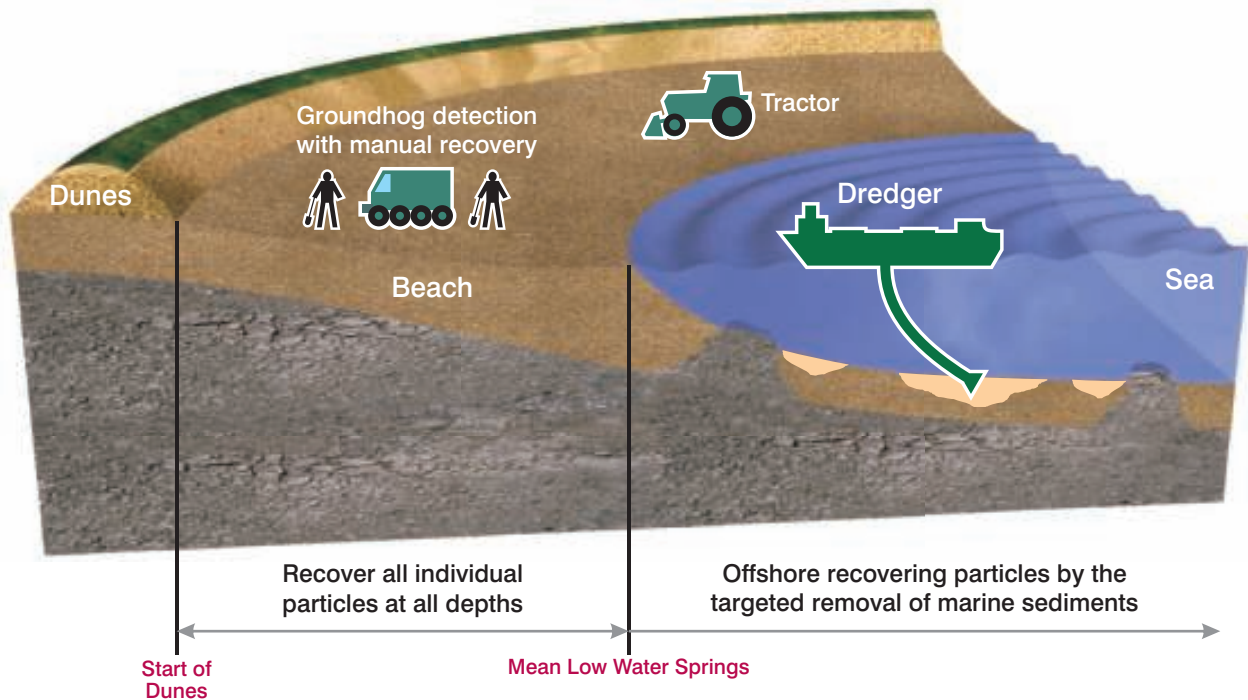 Groundhog detection
with manual recovery
Tractor
Dunes
Dredger
Beach
Sea
Recover all individual
particles at all depths
Offshore recovering particles by the
targeted removal of marine sediments
Start of
Dunes
Mean Low Water Springs